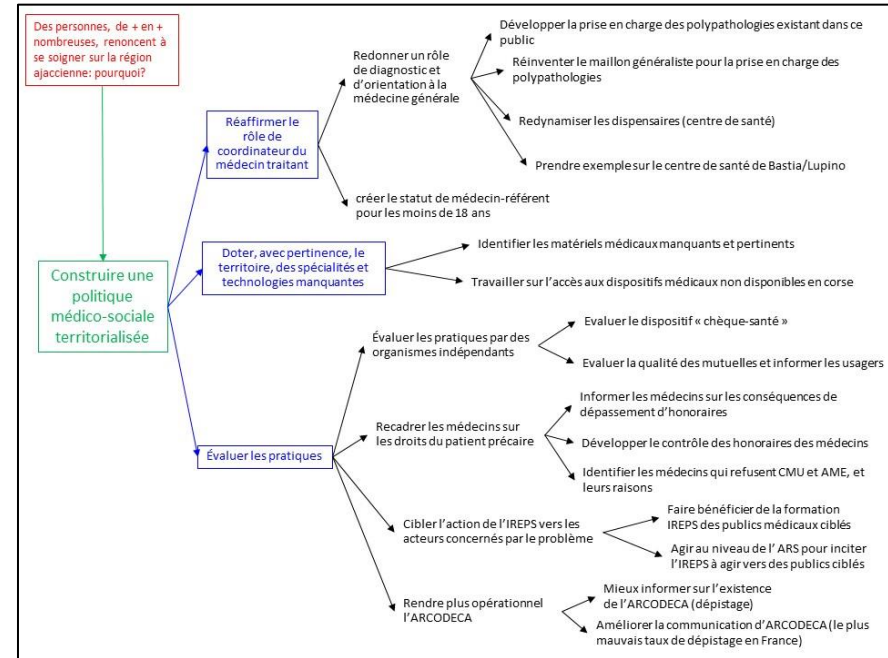 Des personnes, de + en +
nombreuses, renoncent à
se soigner sur la région
ajaccienne: pourquoi?
Construire une
politique
médico-sociale
territorialisée
Réaffirmer le
rôle de
coordinateur du
médecin traitant
Redonner un rôle
de diagnostic et
d'orientation à la
médecine générale
Développer la prise en charge des polypathologies existant dans ce
public
Réinventer le maillon généraliste pour la prise en charge des
polypathologies
Redynamiser les dispensaires (centre de santé)
Prendre exemple sur le centre de santé de Bastia/Lupino
créer le statut de médecin-référent
pour les moins de 18 ans
Doter, avec pertinence, le
territoire, des spécialités et
technologies manquantes
Identifier les matériels médicaux manquants et pertinents
Travailler sur l'accès aux dispositifs médicaux non disponibles en corse
Évaluer les pratiques
Évaluer les pratiques par des
organismes indépendants
Evaluer le dispositif « chèque-santé »
Evaluer la qualité des mutuelles et informer les usagers
Recadrer les médecins sur
les droits du patient précaire
Informer les médecins sur les conséquences de
dépassement d'honoraires
Développer le contrôle des honoraires des médecins
Identifier les médecins qui refusent CMU et AME, et
leurs raisons
Cibler l'action de l'IREPS vers les
acteurs concernés par le problème
Faire bénéficier de la formation
IREPS des publics médicaux ciblés
Agir au niveau de l' ARS pour inciter
l'IREPS à agir vers des publics ciblés
Rendre plus opérationnel
l'ARCODECA
Mieux informer sur l'existence
de l'ARCODECA (dépistage)
Améliorer la communication d'ARCODECA (le plus
mauvais taux de dépistage en France)